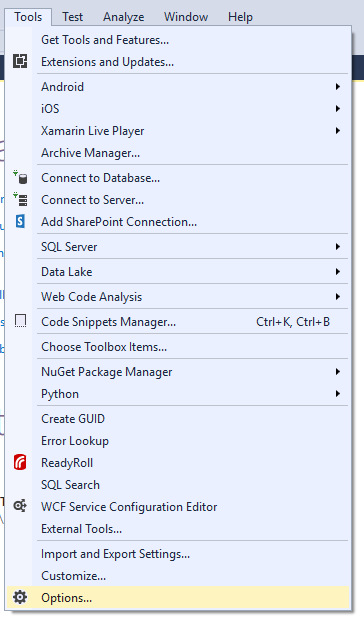 Tools Test Analyze Window Help
Get Tools and Features...
Extensions and Updates...
Android
iOS
Xamarin Live Player
Archive Manager...
Connect to Database...
Connect to Server...
Add SharePoint Connection...
SQL Server
Data Lake
Web Code Analysis
Code Snippets Manager... Ctrl+K, Ctrl+B
Choose Toolbox Items...
NuGet Package Manager
Python
Create GUID
Error Lookup
ReadyRoll
SQL Search
WCF Service Configuration Editor
External Tools...
Import and Export Settings...
Customize...
Options...